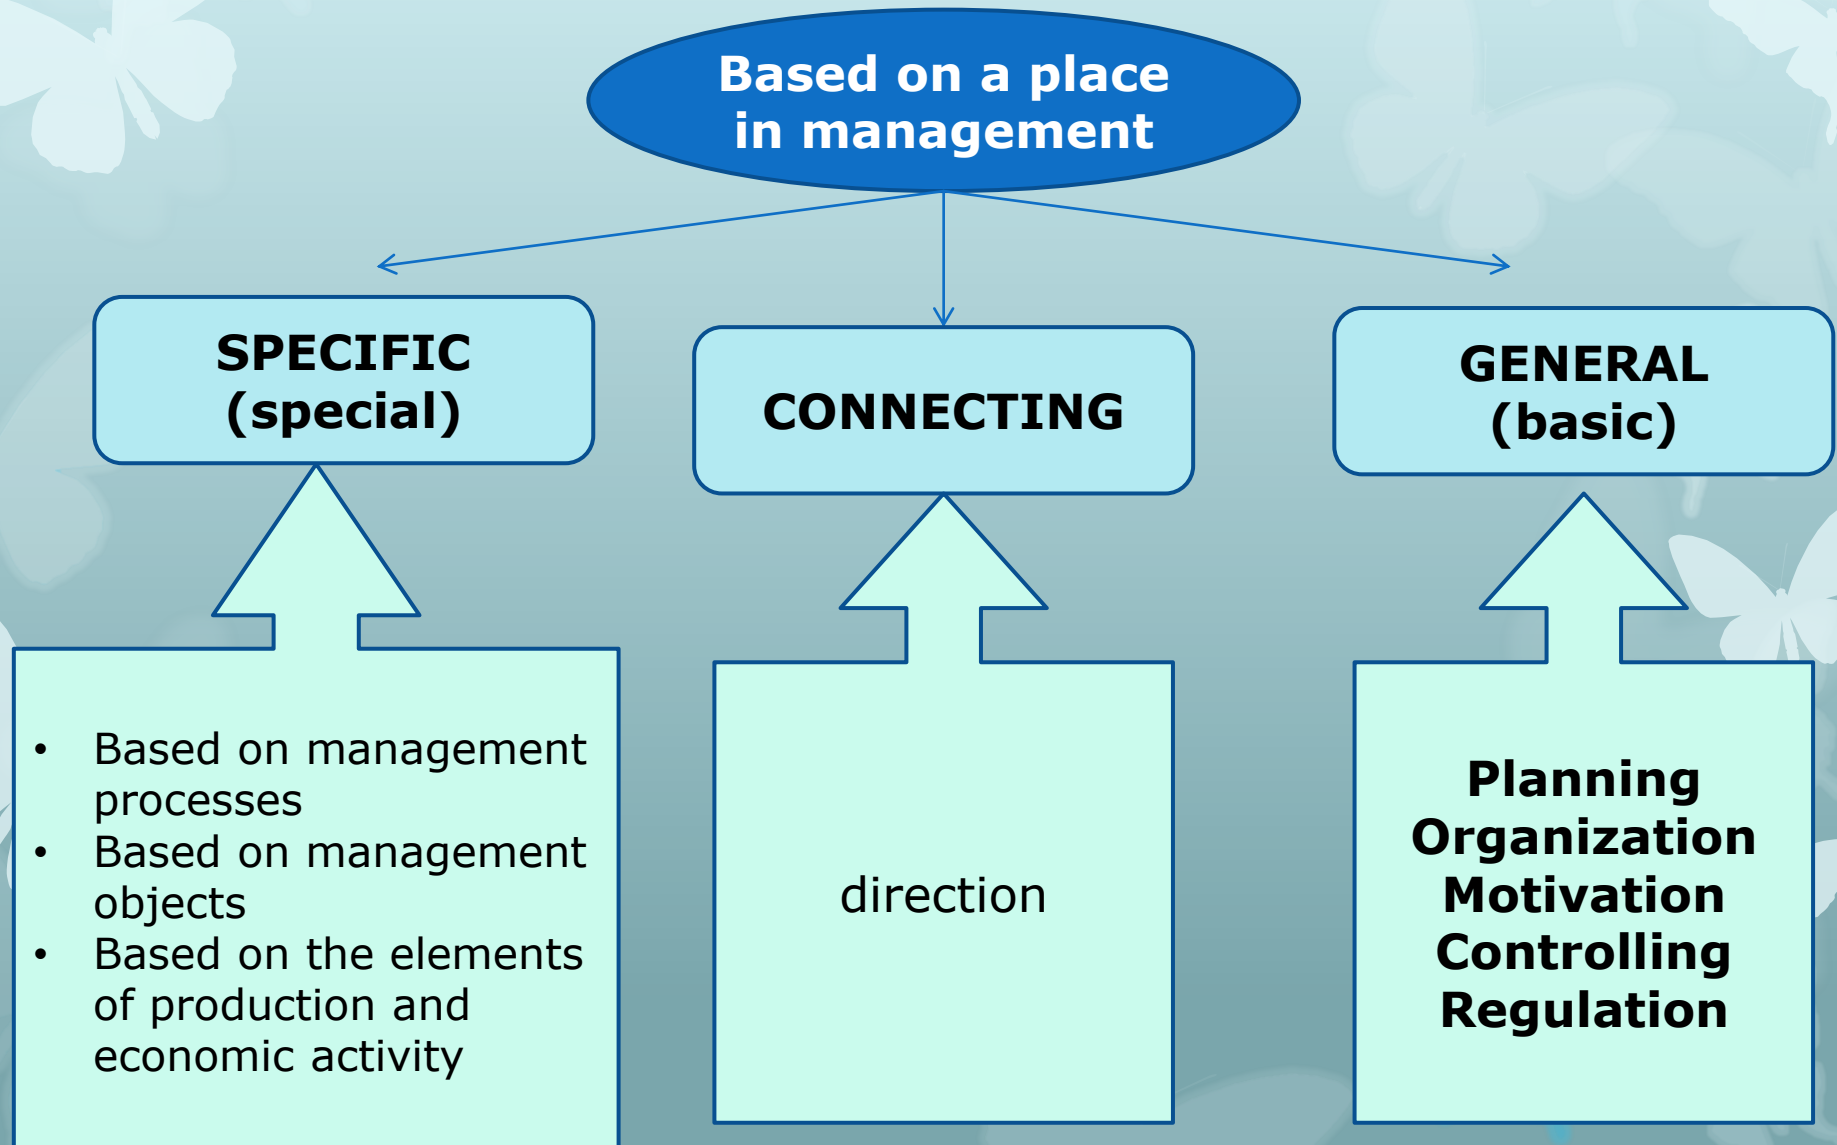 Based on a place
in management
SPECIFIC
(special)
CONNECTING
GENERAL
(basic)
• Based on management
processes
• Based on management
objects
• Based on the elements
of production and
economic activity
direction
Planning
Organization
Motivation
Controlling
Regulation